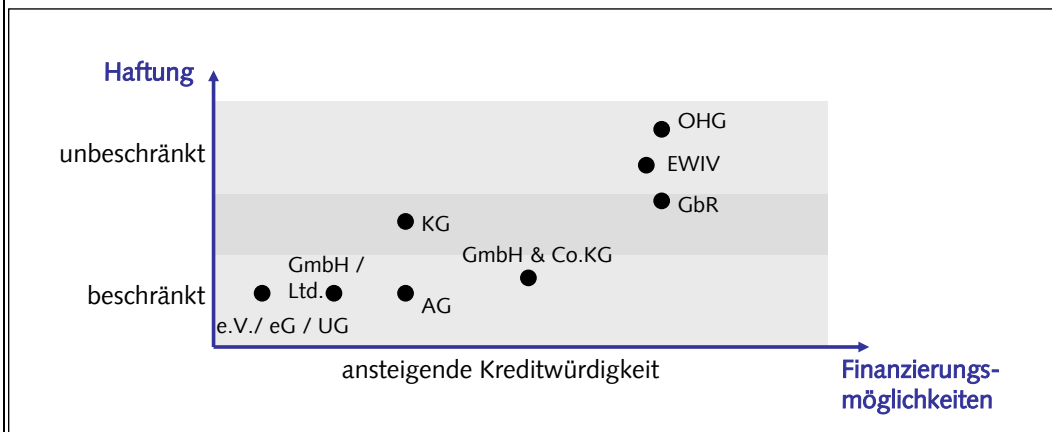 Haftung
OHG
unbeschränkt
EWIV
GbR
KG
GmbH & Co.KG
GmbH /
Ltd.
beschränkt
AG
e.V./ eG / UG
ansteigende Kreditwürdigkeit
Finanzierungs-
möglichkeiten